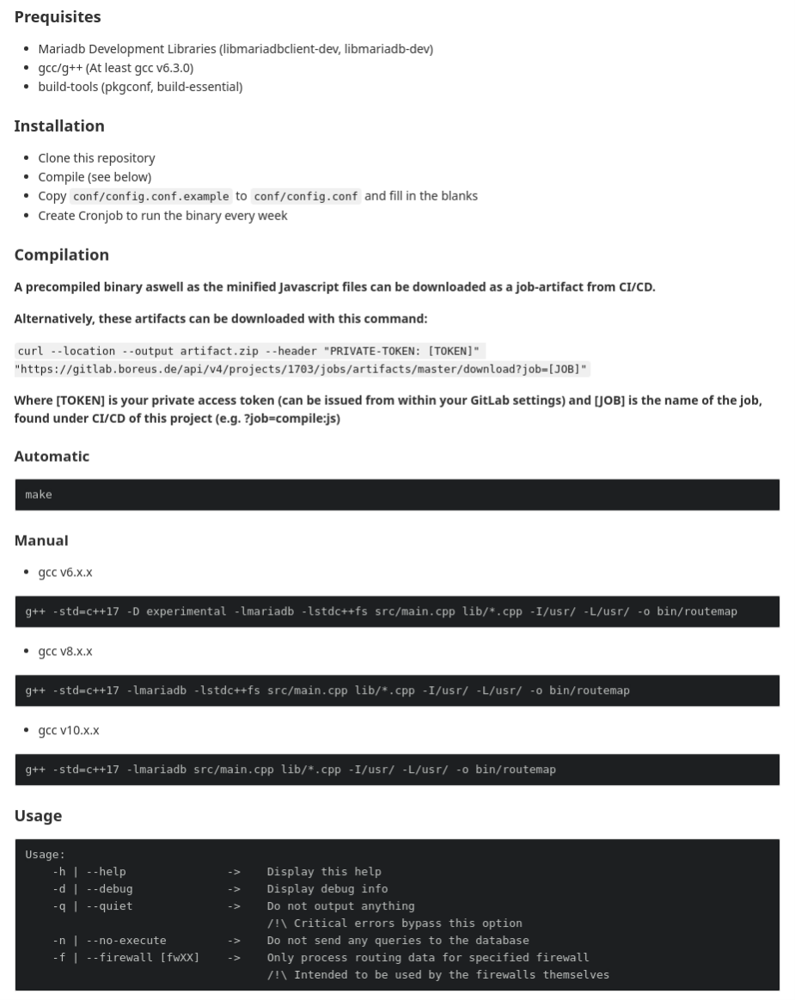 Prequisites
• Mariadb Development Libraries (libmariadbclient-dev, libmariadb-dev)
• gcc/g++ (At least gcc v6.3.0)
• build-tools (pkgconf, build-essential)
Installation
• Clone this repository
• Compile (see below)
• Copy conf/config.conf.example to conf/config.conf and fill in the blanks
• Create Cronjob to run the binary every week
Compilation
A precompiled binary aswell as the minified Javascript files can be downloaded as a job-artifact from CI/CD.
Alternatively, these artifacts can be downloaded with this command:
curl --location --output artifact.zip --header "PRIVATE-TOKEN: [TOKEN]"
"https://gitlab.boreus.de/api/v4/projects/1703/jobs/artifacts/master/download?job=[JOB]"
Where [TOKEN] is your private access token (can be issued from within your GitLab settings) and [JOB] is the name of the job,
found under CI/CD of this project (e.g. ?job=compile:js)
Automatic
make
Manual
• gcc v6.x.x
g++ -std=c++17 -D experimental -lmariadb -lstdc++fs src/main.cpp lib/*.cpp -I/usr/ -L/usr/ -o bin/routemap
• gcc v8.x.x
g++ -std=c++17 -lmariadb -lstdc++fs src/main.cpp lib/*.cpp -I/usr/ -L/usr/ -o bin/routemap
• gcc v10.x.x
g++ -std=c++17 -lmariadb src/main.cpp lib/*.cpp -I/usr/ -L/usr/ -o bin/routemap
Usage
Usage:
    -h | --help               ->    Display this help
    -d | --debug              ->    Display debug info
    -q | --quiet              ->    Do not output anything
                                    /!\ Critical errors bypass this option
    -n | --no-execute         ->    Do not send any queries to the database
    -f | --firewall [fwXX]    ->    Only process routing data for specified firewall
                                    /!\ Intended to be used by the firewalls themselves